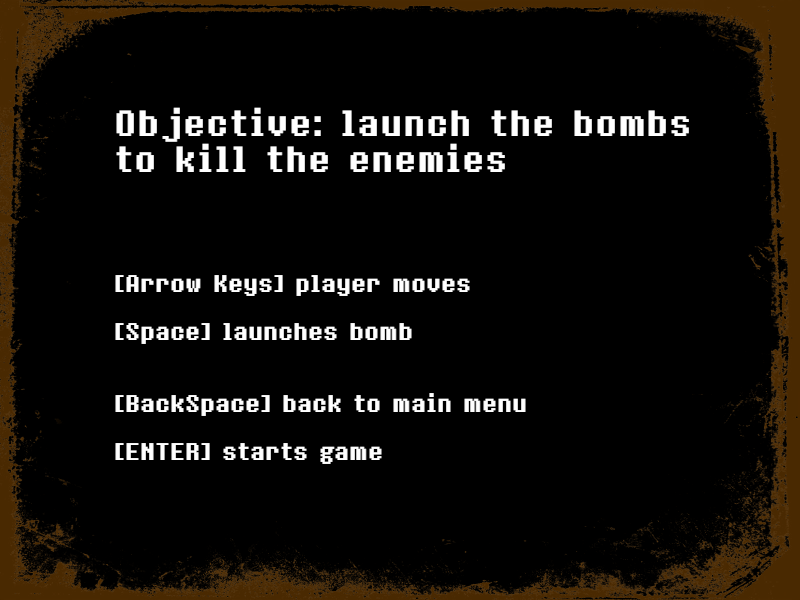 Objective: launch the bombs
to kill the enemies
[Arrow Keys] player moves
[Space] launches bomb
[BackSpace] back to main menu
[ENTER] starts game